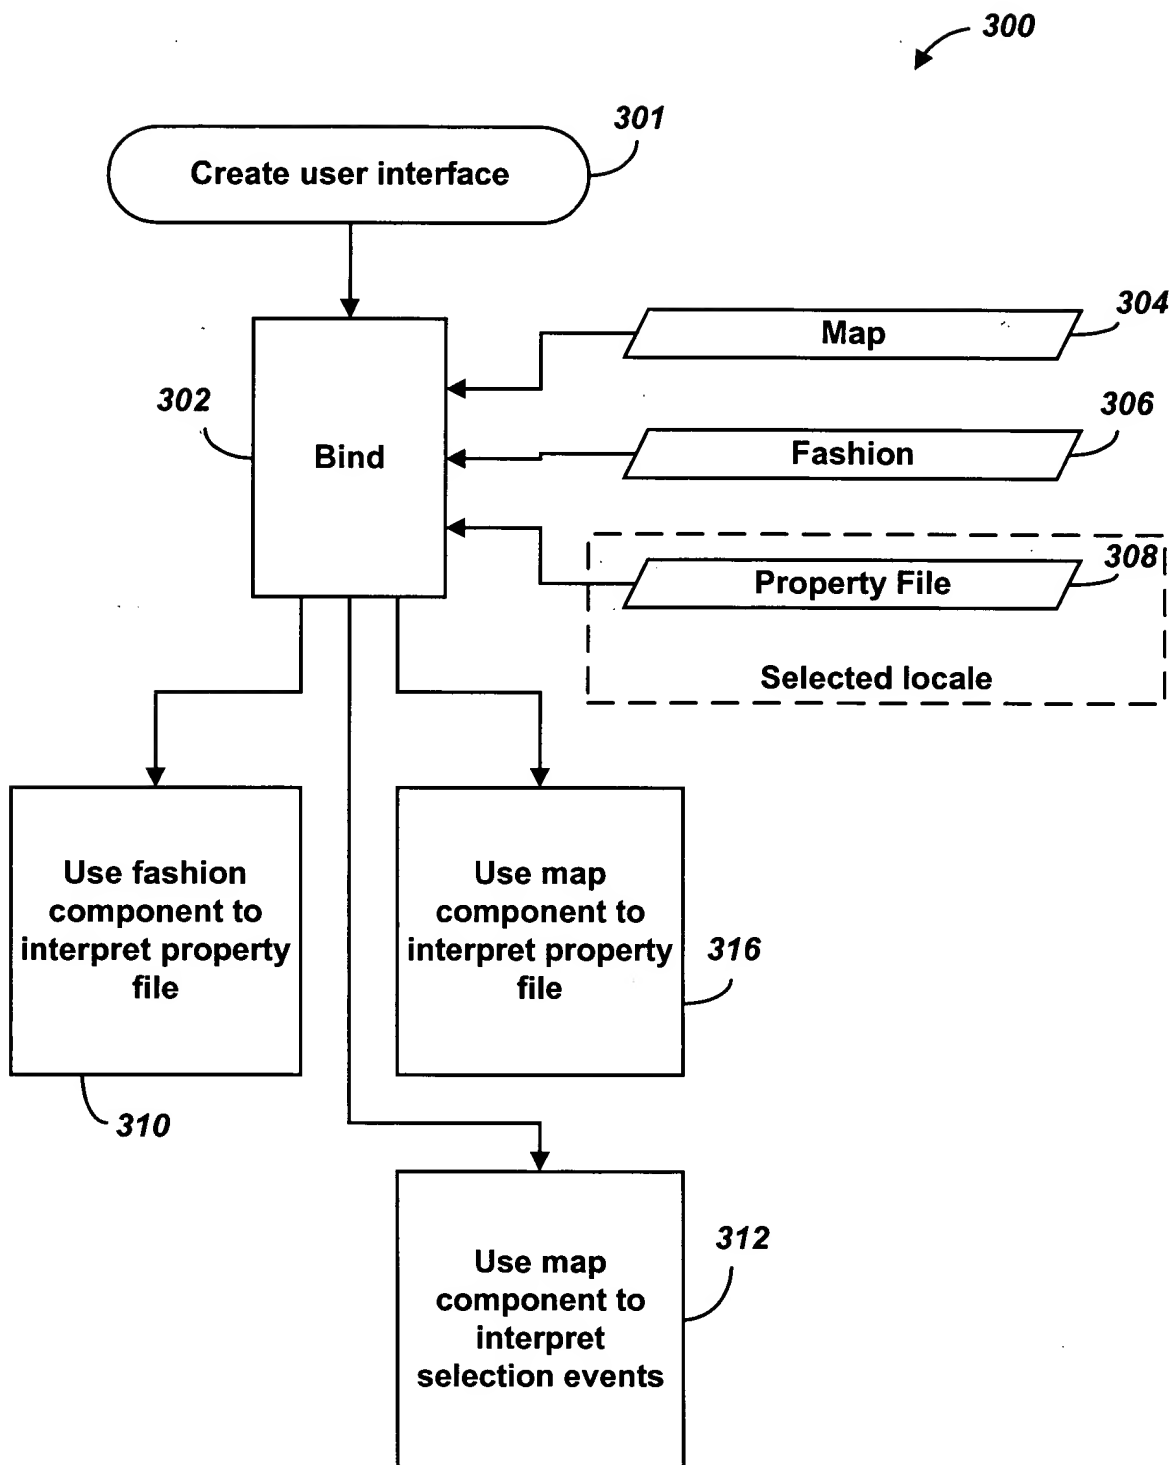 300
301
Create user interface
304
Map
302
306
Bind
Fashion
308
Property File
Selected locale
Use fashion
component to
interpret property
file
Use map
component to
interpret property
file
316
310
312
Use map
component to
interpret
selection events